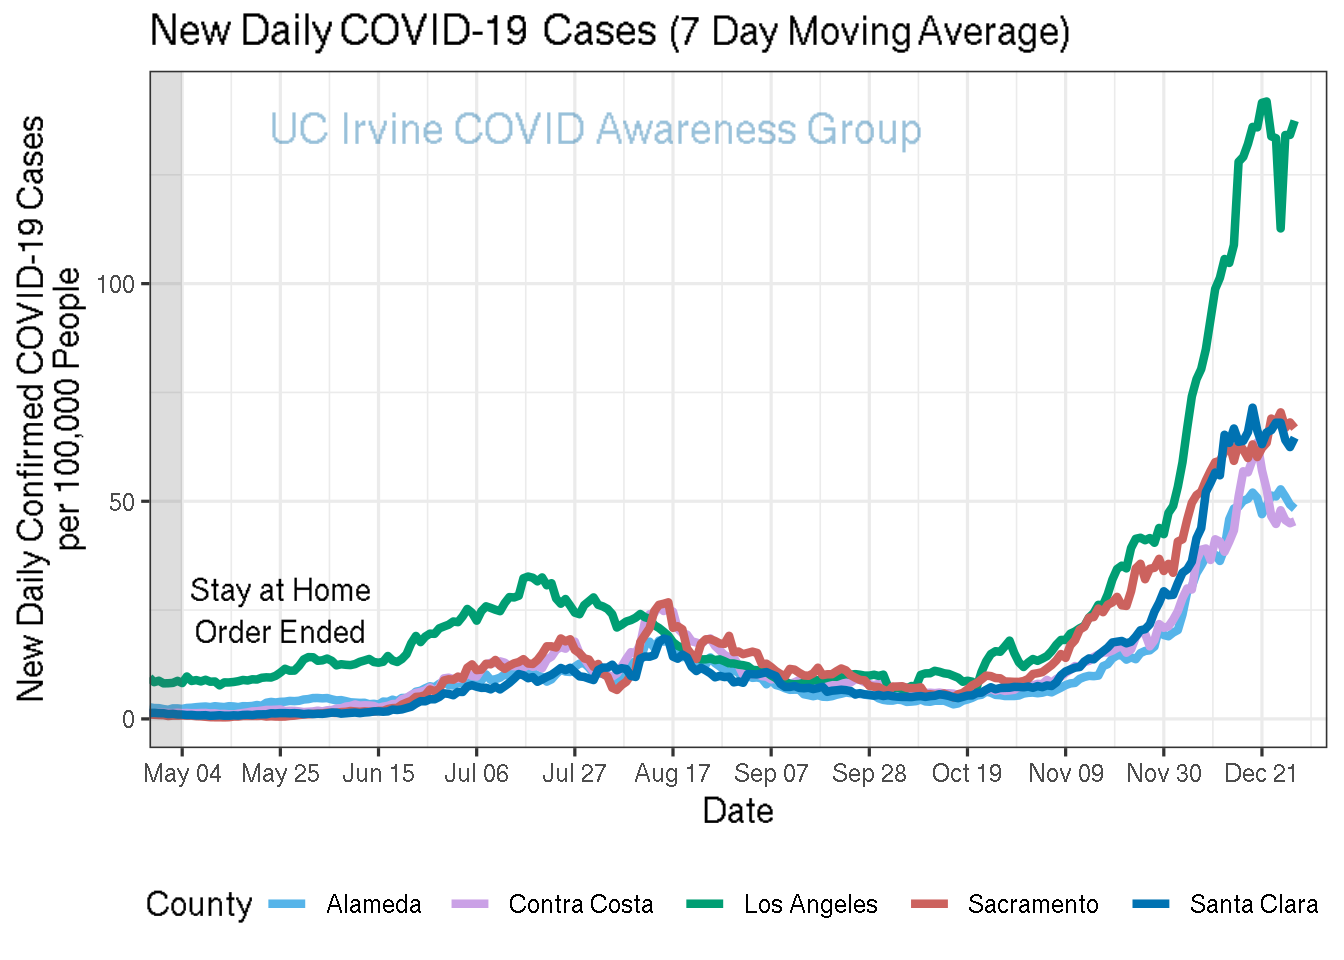 New Daily COVID-19 Cases (7 Day Moving Average)
UC Irvine COVID Awareness Group
New Daily Confirmed COVID-19 Cases
per 100,000 People
100
50
0
Stay at Home
Order Ended
May 04 May 25 Jun 15 Jul 06 Jul 27 Aug 17 Sep 07 Sep 28 Oct 19 Nov 09 Nov 30 Dec 21
Date
County Alameda Contra Costa Los Angeles Sacramento Santa Clara